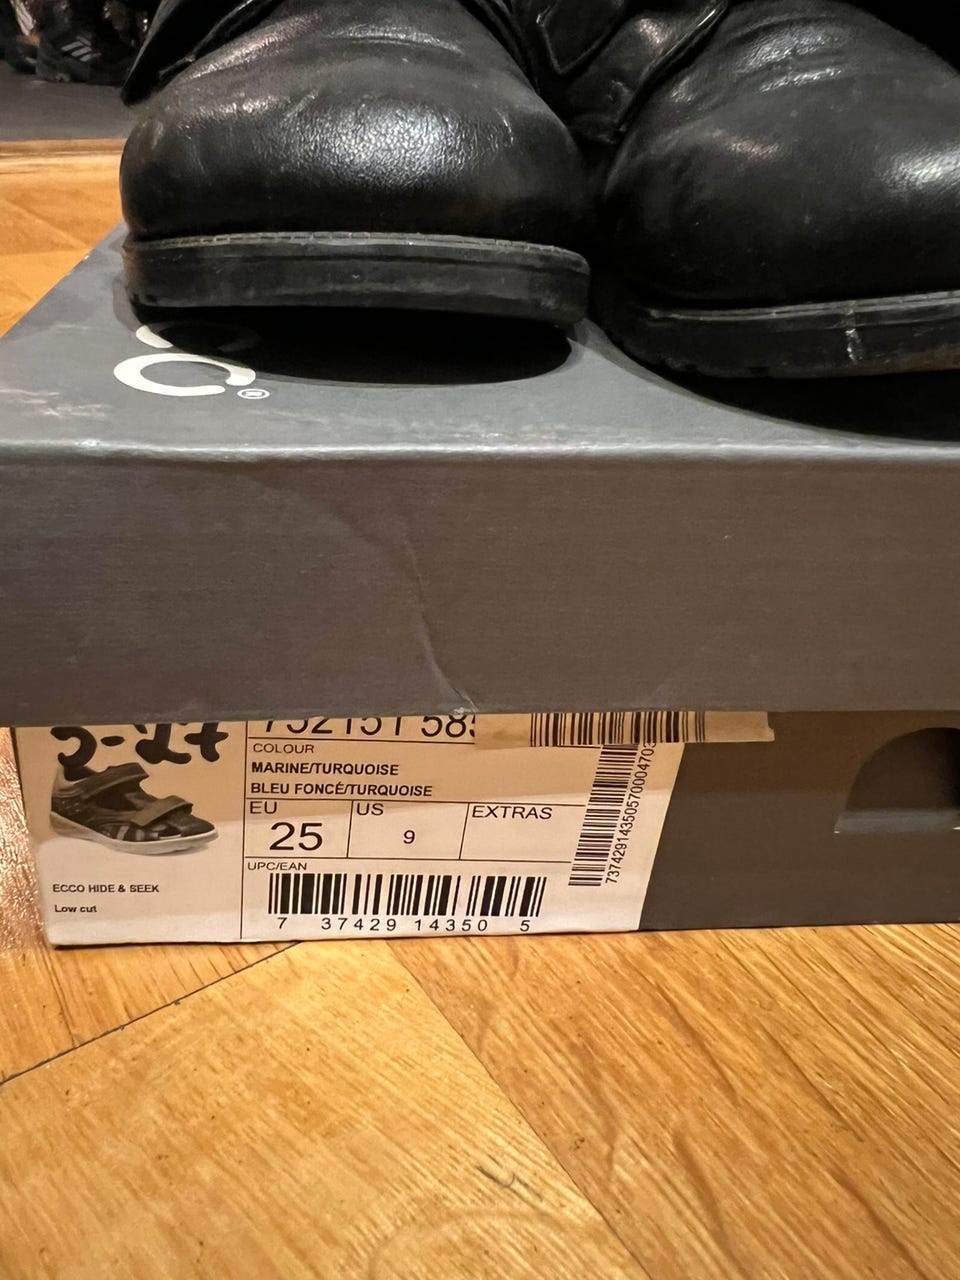 ®
COLOUR
MARINE/TURQUOISE
BLEU FONCÉ/TURQUOISE
EU
25
US
9
EXTRAS
UPC/EAN
7 37429 14350 5
ECCO HIDE & SEEK
Low cut